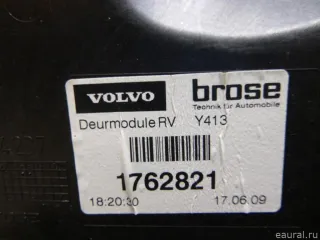 VOLVO
brose
Technik für Automobile
Deurmodule RV Y413
1762821
18:20:30 17.06.09
eaural.ru